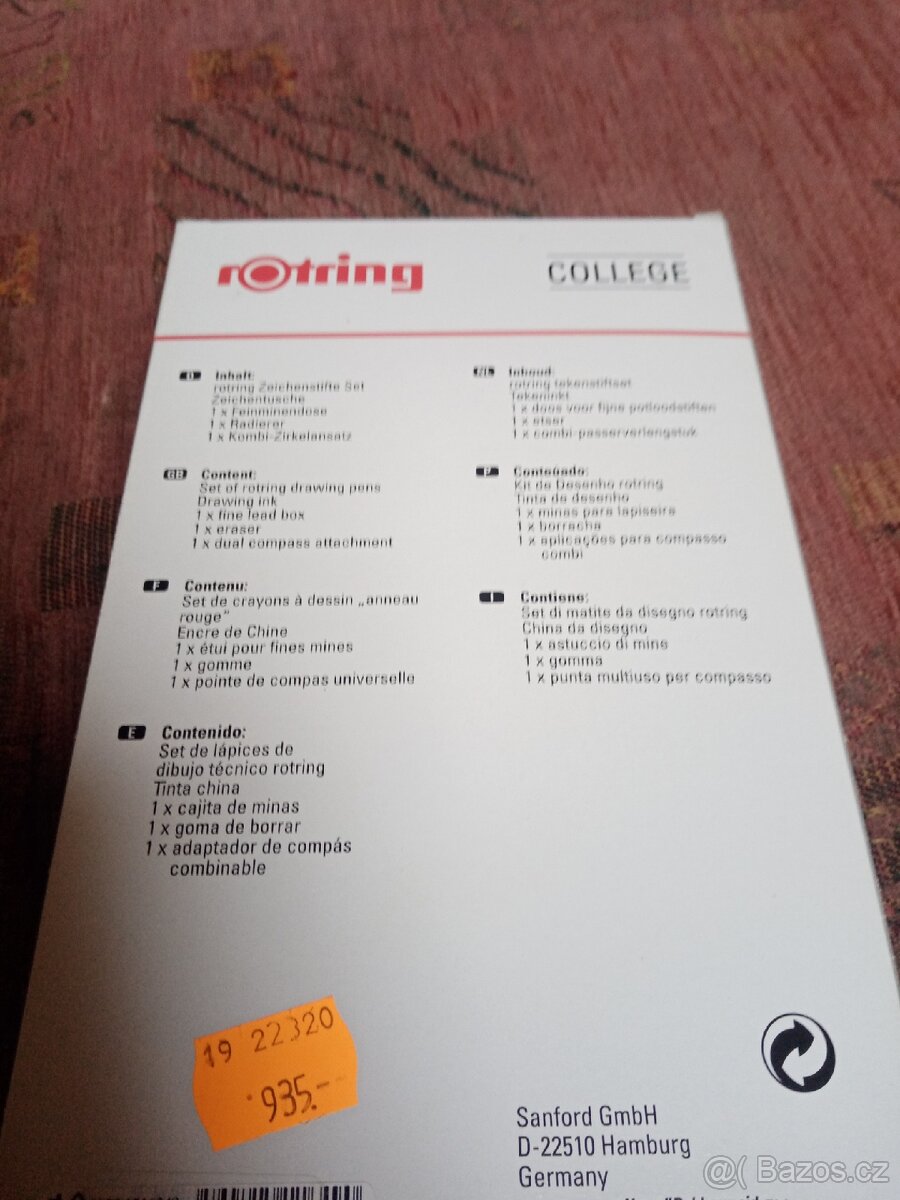 rotring
COLLEGE
D Inhalt:
rotring Zeichenstifte Set
Zeichentusche
1 x Feinminendose
1 x Radierer
1 x Kombi-Zirkelansatz
NL Inhoud:
rotring tekenstiftset
Tekeninkt
1 x doos voor fijne potloodstiften
1 x
1 x combi-passerverlengstuk
GB Content:
Set of rotring drawing pens
Drawing ink
1 x fine lead box
1 x eraser
1 x dual compass attachment
P Conteúado:
Kit de Desenho rotring
Tinta de desenho
1 x minas para lapiseira
1 x borracha
1 x aplicações para compasso
combi
F Contenu:
Set de crayons à dessin „anneau
rouge"
Encre de Chine
1 x étui pour fines mines
1 x gomme
1 x pointe de compas universelle
I Contiene:
Set di matite da disegno rotring
China da disegno
1 x astuccio di mine
1 x gomma
1 x punta multiuso per compasso
E Contenido:
Set de lápices de
dibujo técnico rotring
Tinta china
1 x cajita de minas
1 x goma de borrar
1 x adaptador de compás
combinable
19 22320
935.-
Sanford GmbH
D-22510 Hamburg
Germany
@( Bazos.cz